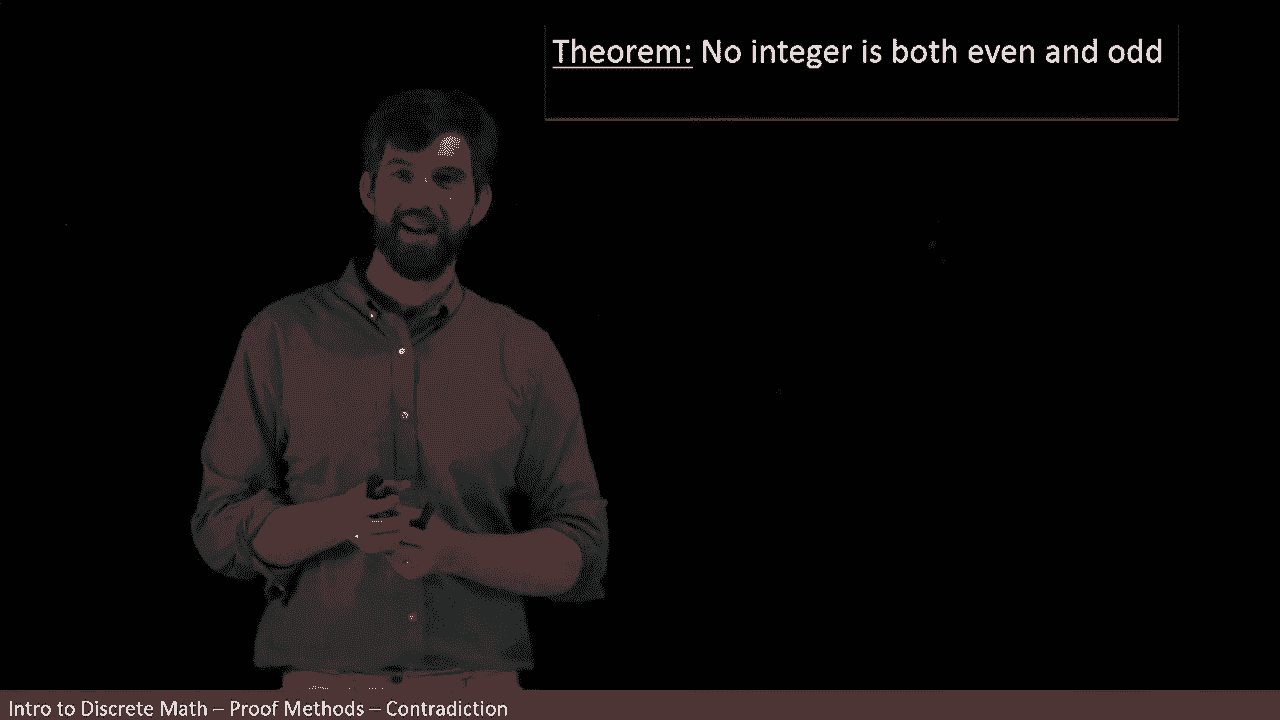 Theorem: No integer is both even and odd
Intro to Discrete Math – Proof Methods – Contradiction